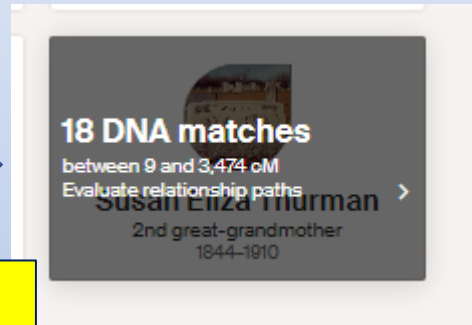 18 DNA matches
between 9 and 3,474 cM
Evaluate relationship paths
Susan Eliza Thurman
2nd great-grandmother
1844–1910